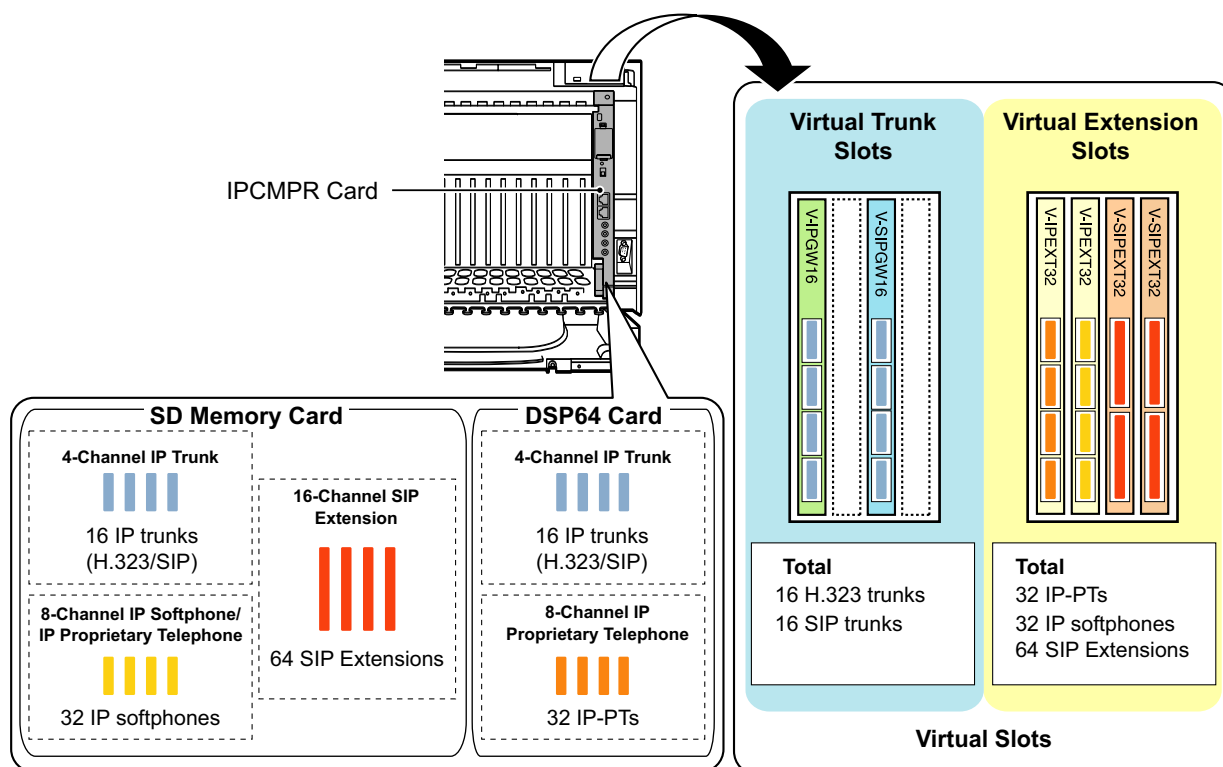 IPCMPR Card
SD Memory Card
4-Channel IP Trunk
16 IP trunks
(H.323/SIP)
8-Channel IP Softphone/
IP Proprietary Telephone
32 IP softphones
16-Channel SIP
Extension
64 SIP Extensions
DSP64 Card
4-Channel IP Trunk
16 IP trunks
(H.323/SIP)
8-Channel IP
Proprietary Telephone
32 IP-PTs
Virtual Trunk
Slots
V-IPGW16
V-SIPGW16
Total
16 H.323 trunks
16 SIP trunks
Virtual Extension
Slots
V-IPEXT32
V-IPEXT32
V-SIPEXT32
V-SIPEXT32
Total
32 IP-PTs
32 IP softphones
64 SIP Extensions
Virtual Slots